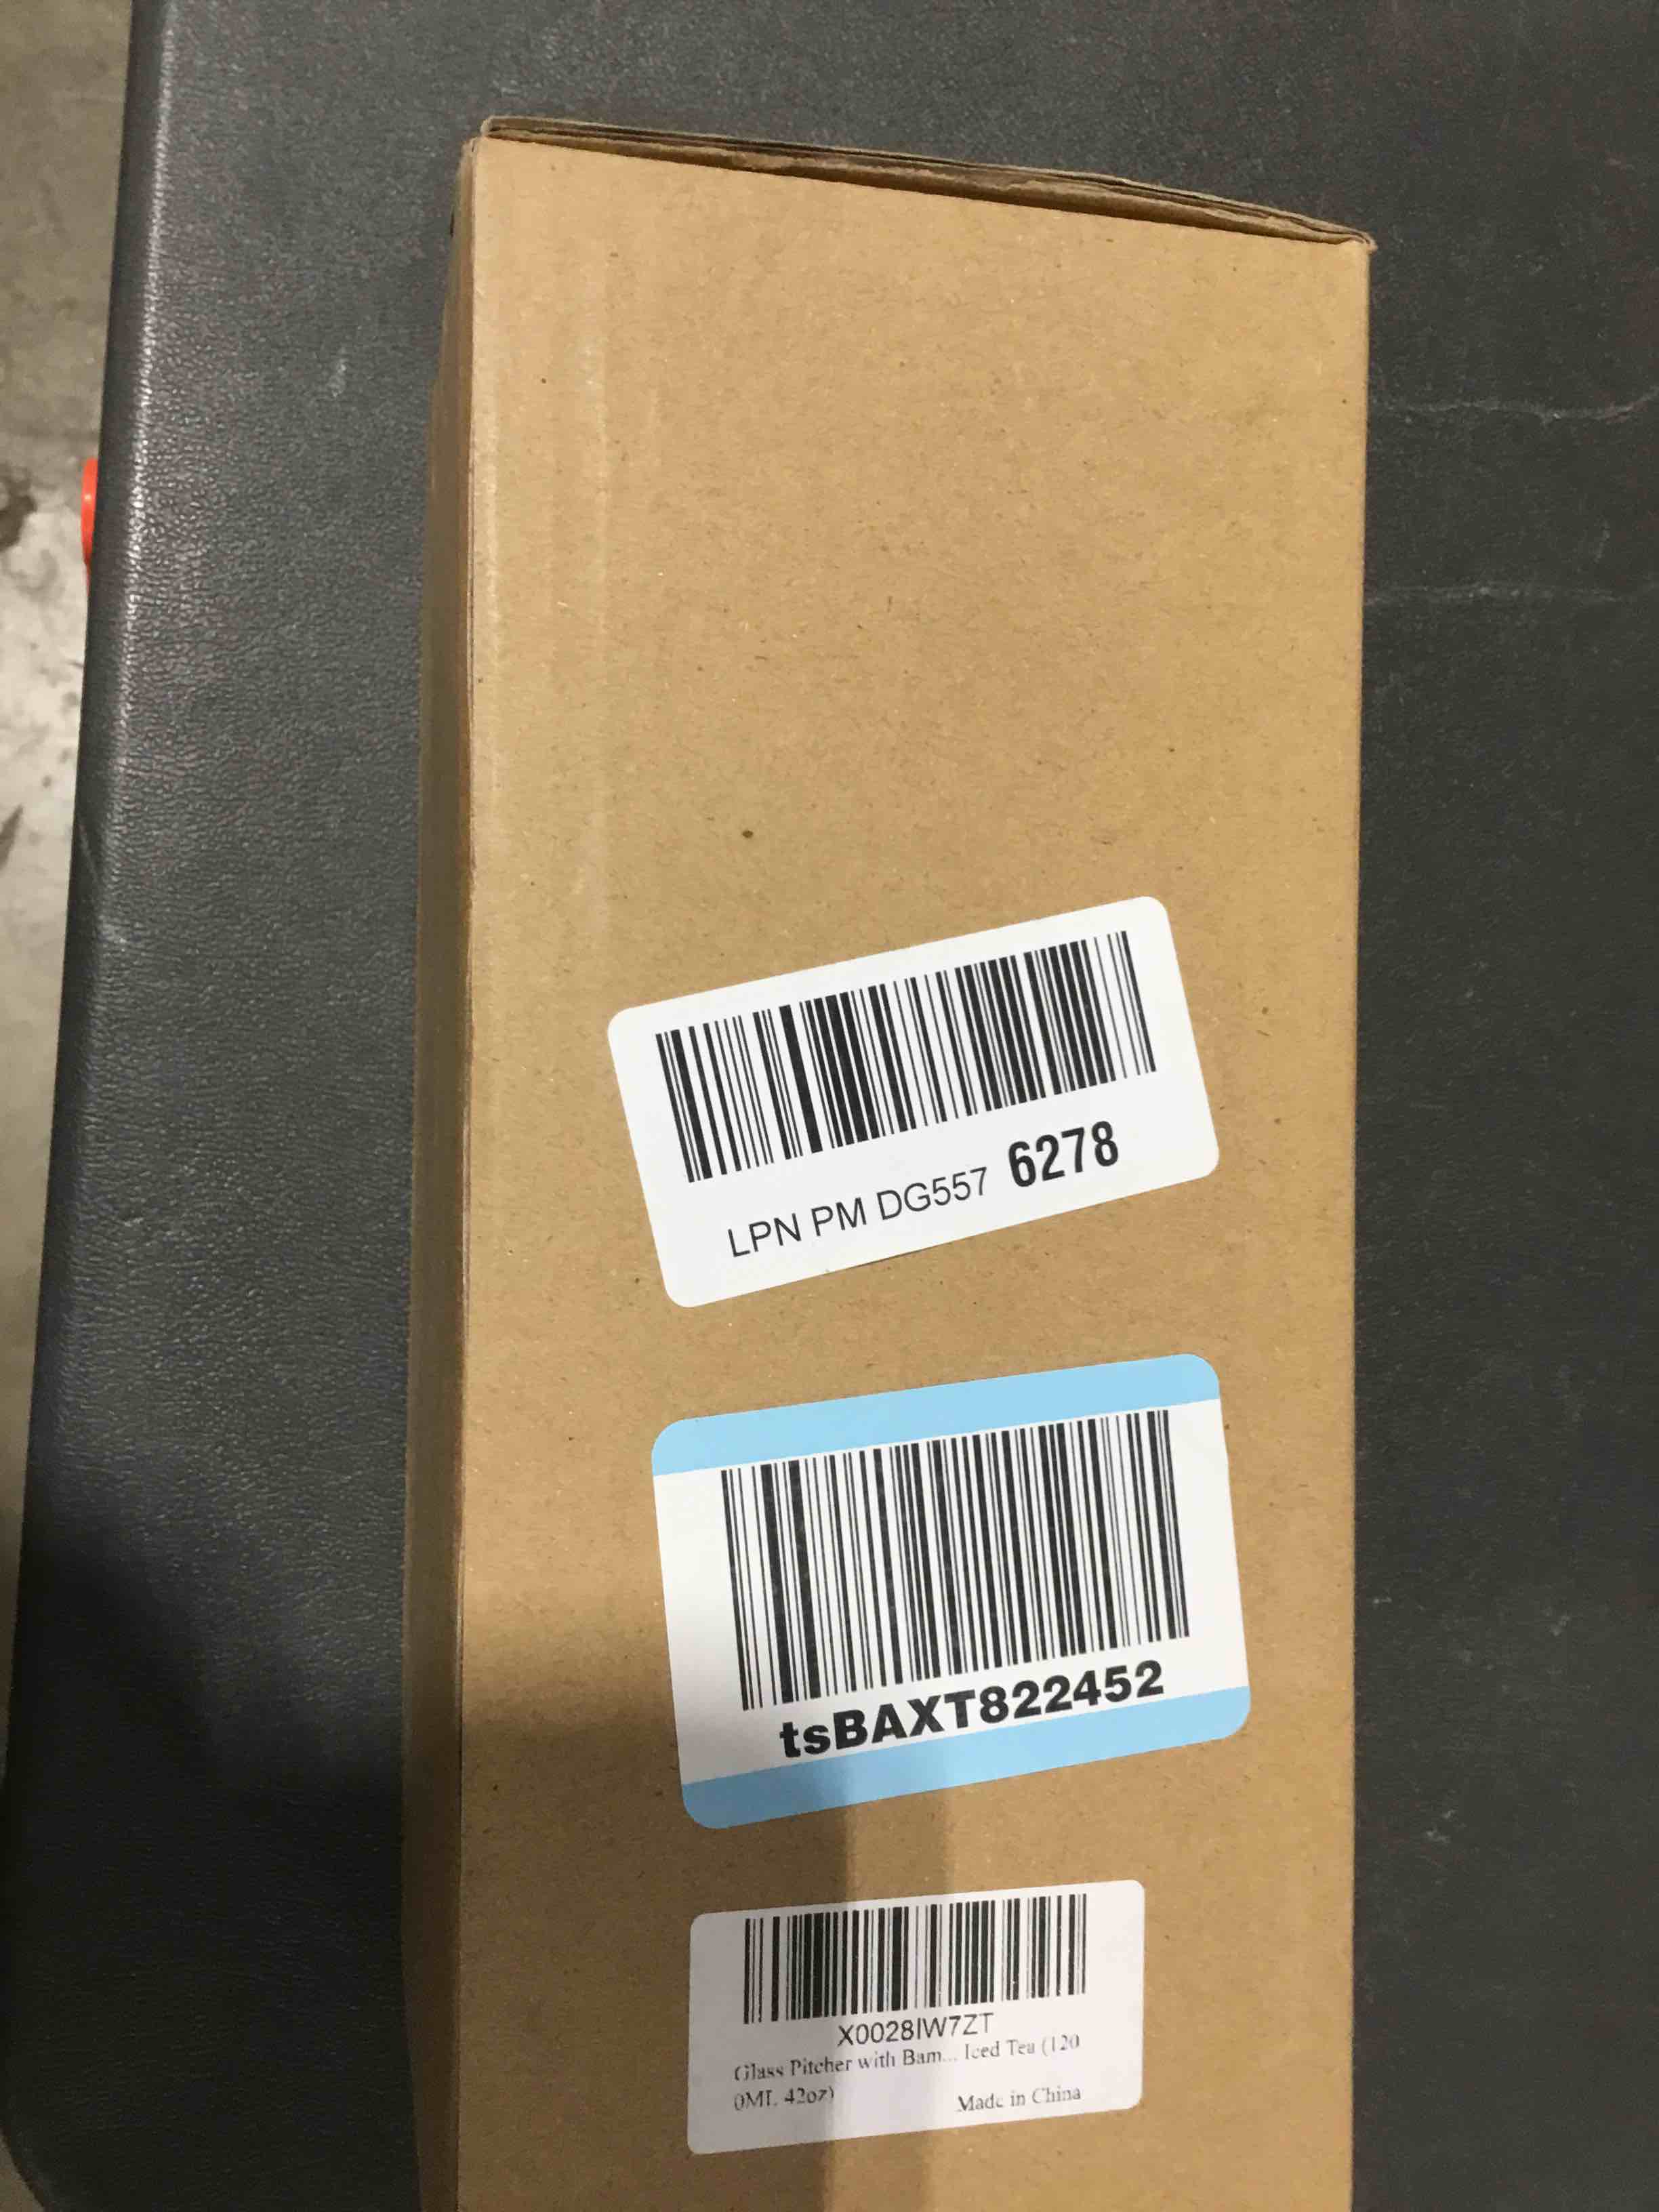 LPN PM DG557 6278
tsBAXT822452
X0028IW7ZT
Glass Pitcher with Bam... Iced Tea (120
0ML 42oz)
Made in China